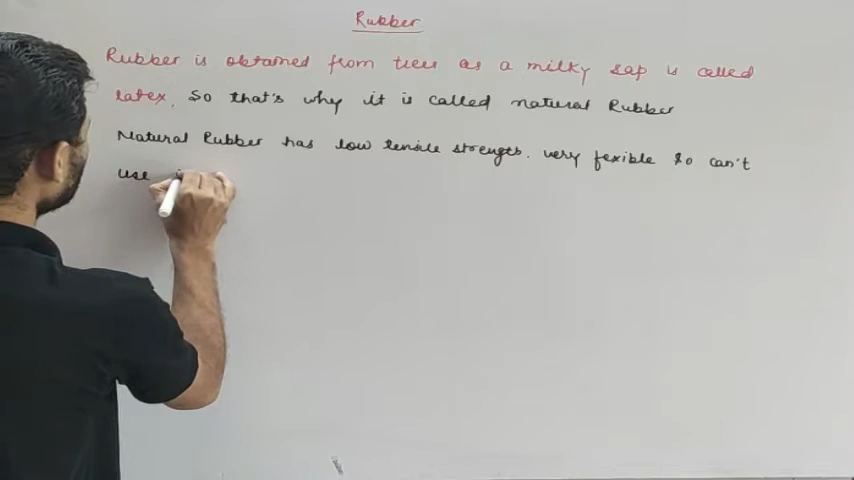 Rubber
Rubber is obtained from trees as a milky sap is called
latex. So that's why it is called natural Rubber
Natural Rubber has low tensile strength. very fexible so can't
use